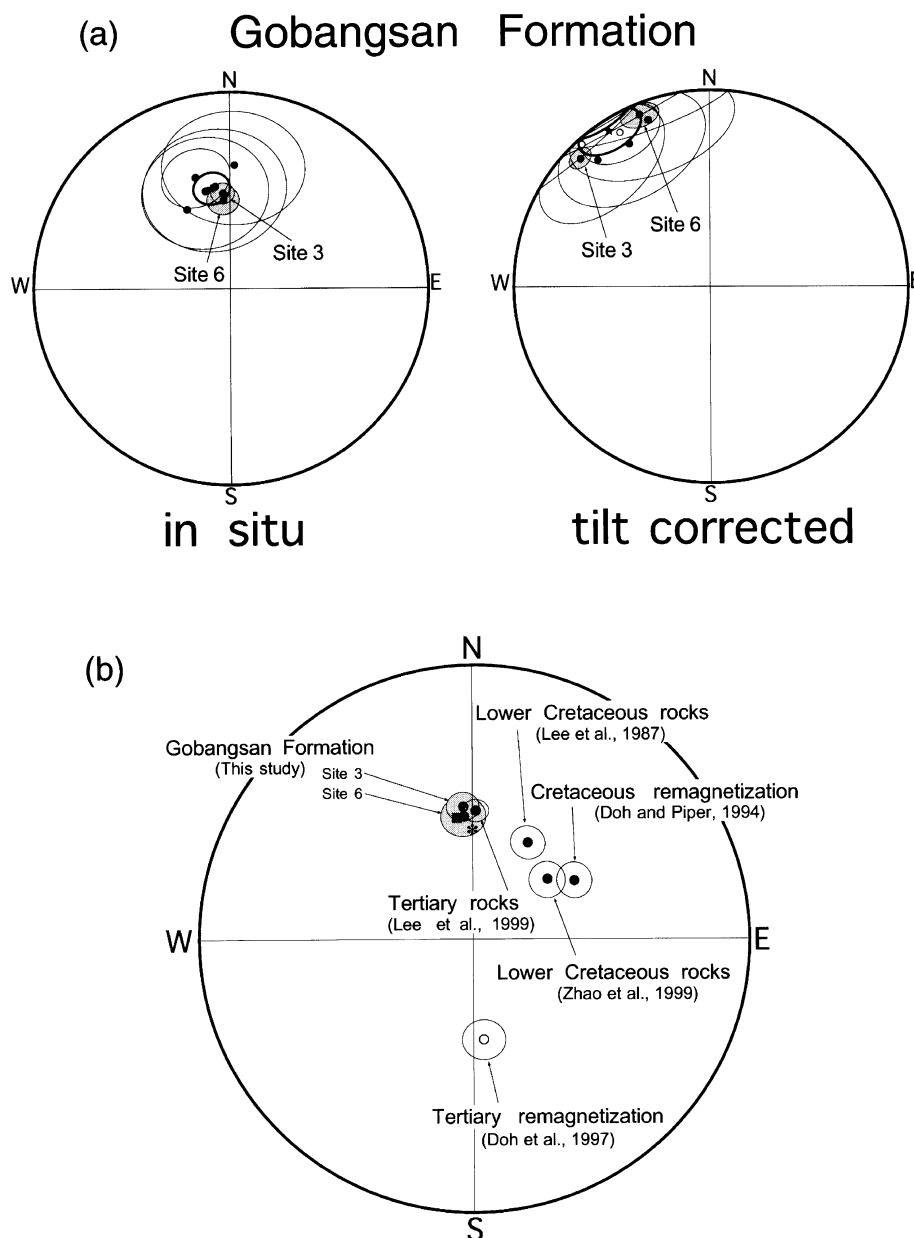 (a) Gobangsan Formation
N
N
W
E
W
E
Site 3
Site 6
Site 6
Site 3
S
S
in situ
tilt corrected
(b)
N
Lower Cretaceous rocks
(Lee et al., 1987)
Gobangsan Formation
(This study)
Site 3
Site 6
Cretaceous remagnetization
(Doh and Piper, 1994)
*
Tertiary rocks
(Lee et al., 1999)
W
E
Lower Cretaceous rocks
(Zhao et al., 1999)
Tertiary remagnetization
(Doh et al., 1997)
S